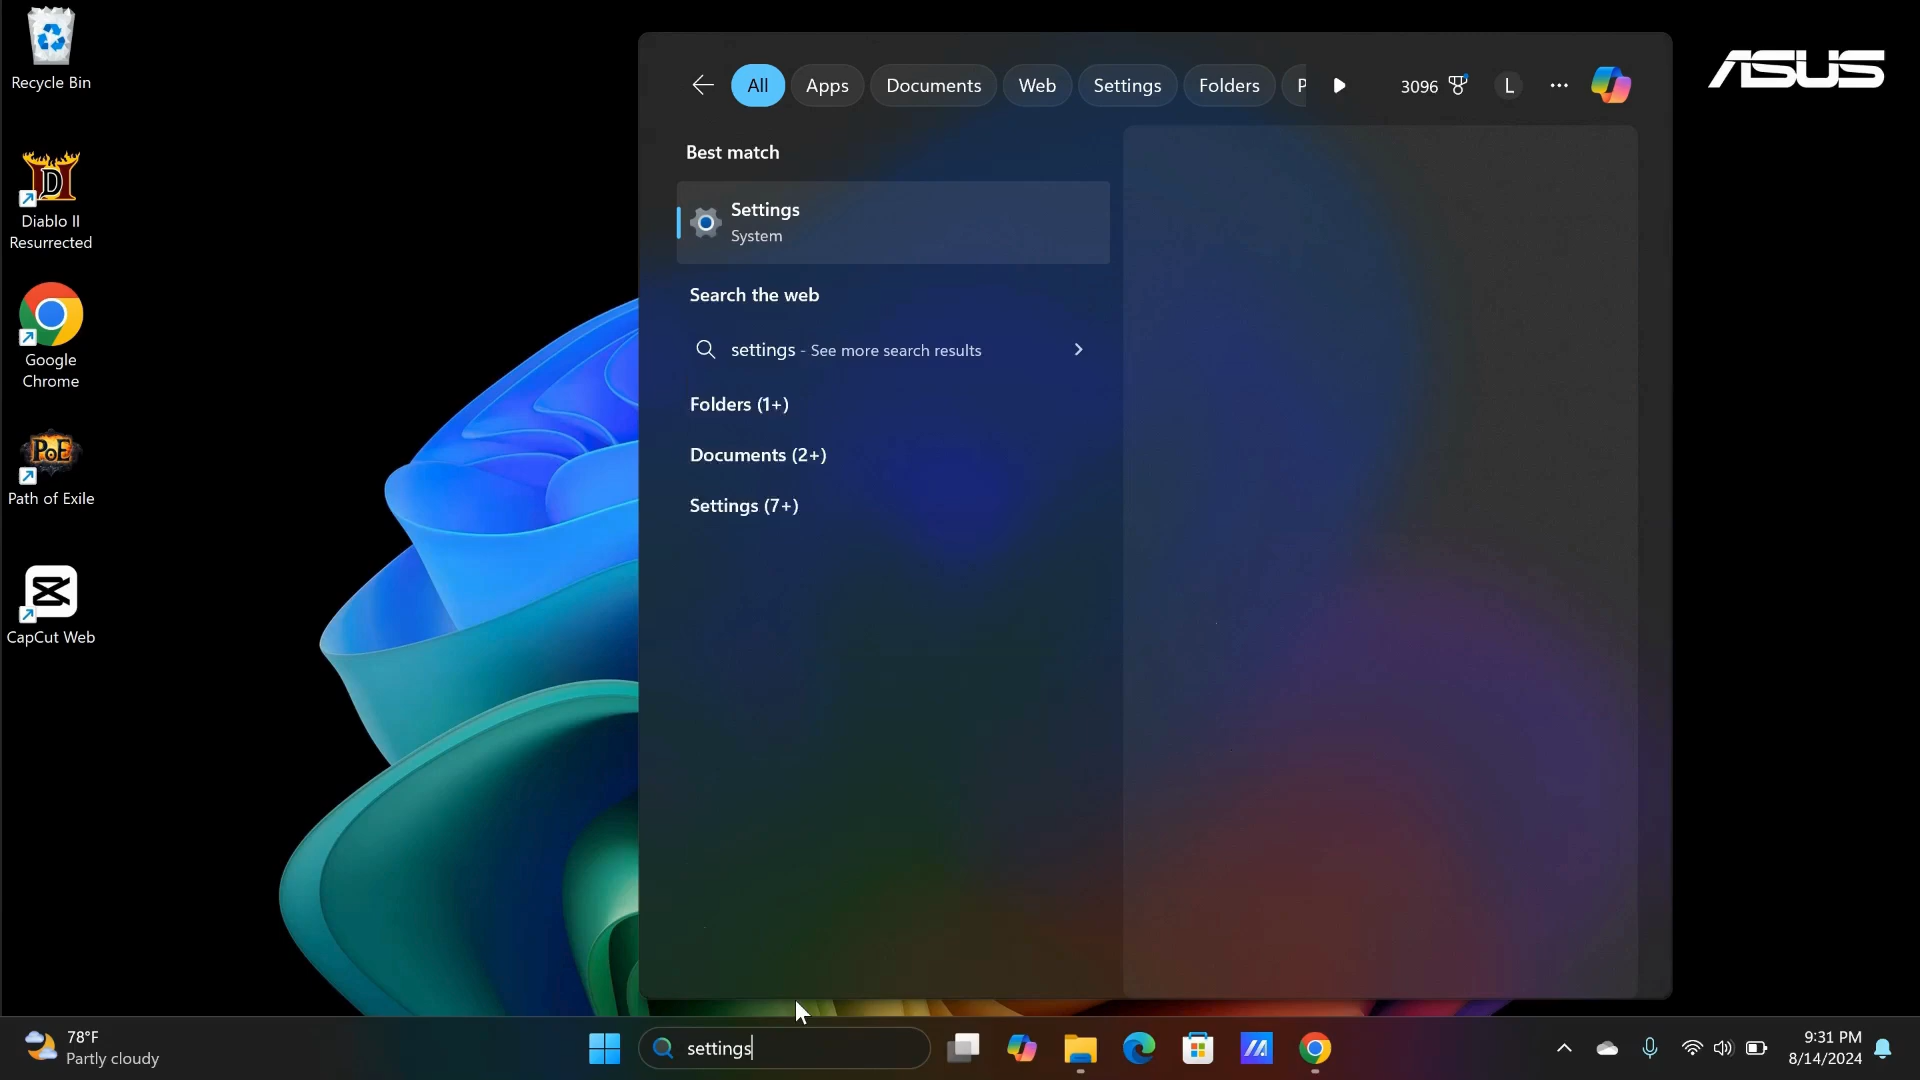 Recycle Bin
Diablo II
Resurrected
Google
Chrome
PoE
Path of Exile
CapCut Web
All
Apps
Documents
Web
Settings
Folders
P
3096
L
ASUS
Best match
Settings
System
Search the web
settings - See more search results
Folders (1+)
Documents (2+)
Settings (7+)
78°F
Partly cloudy
settings
9:31 PM
8/14/2024